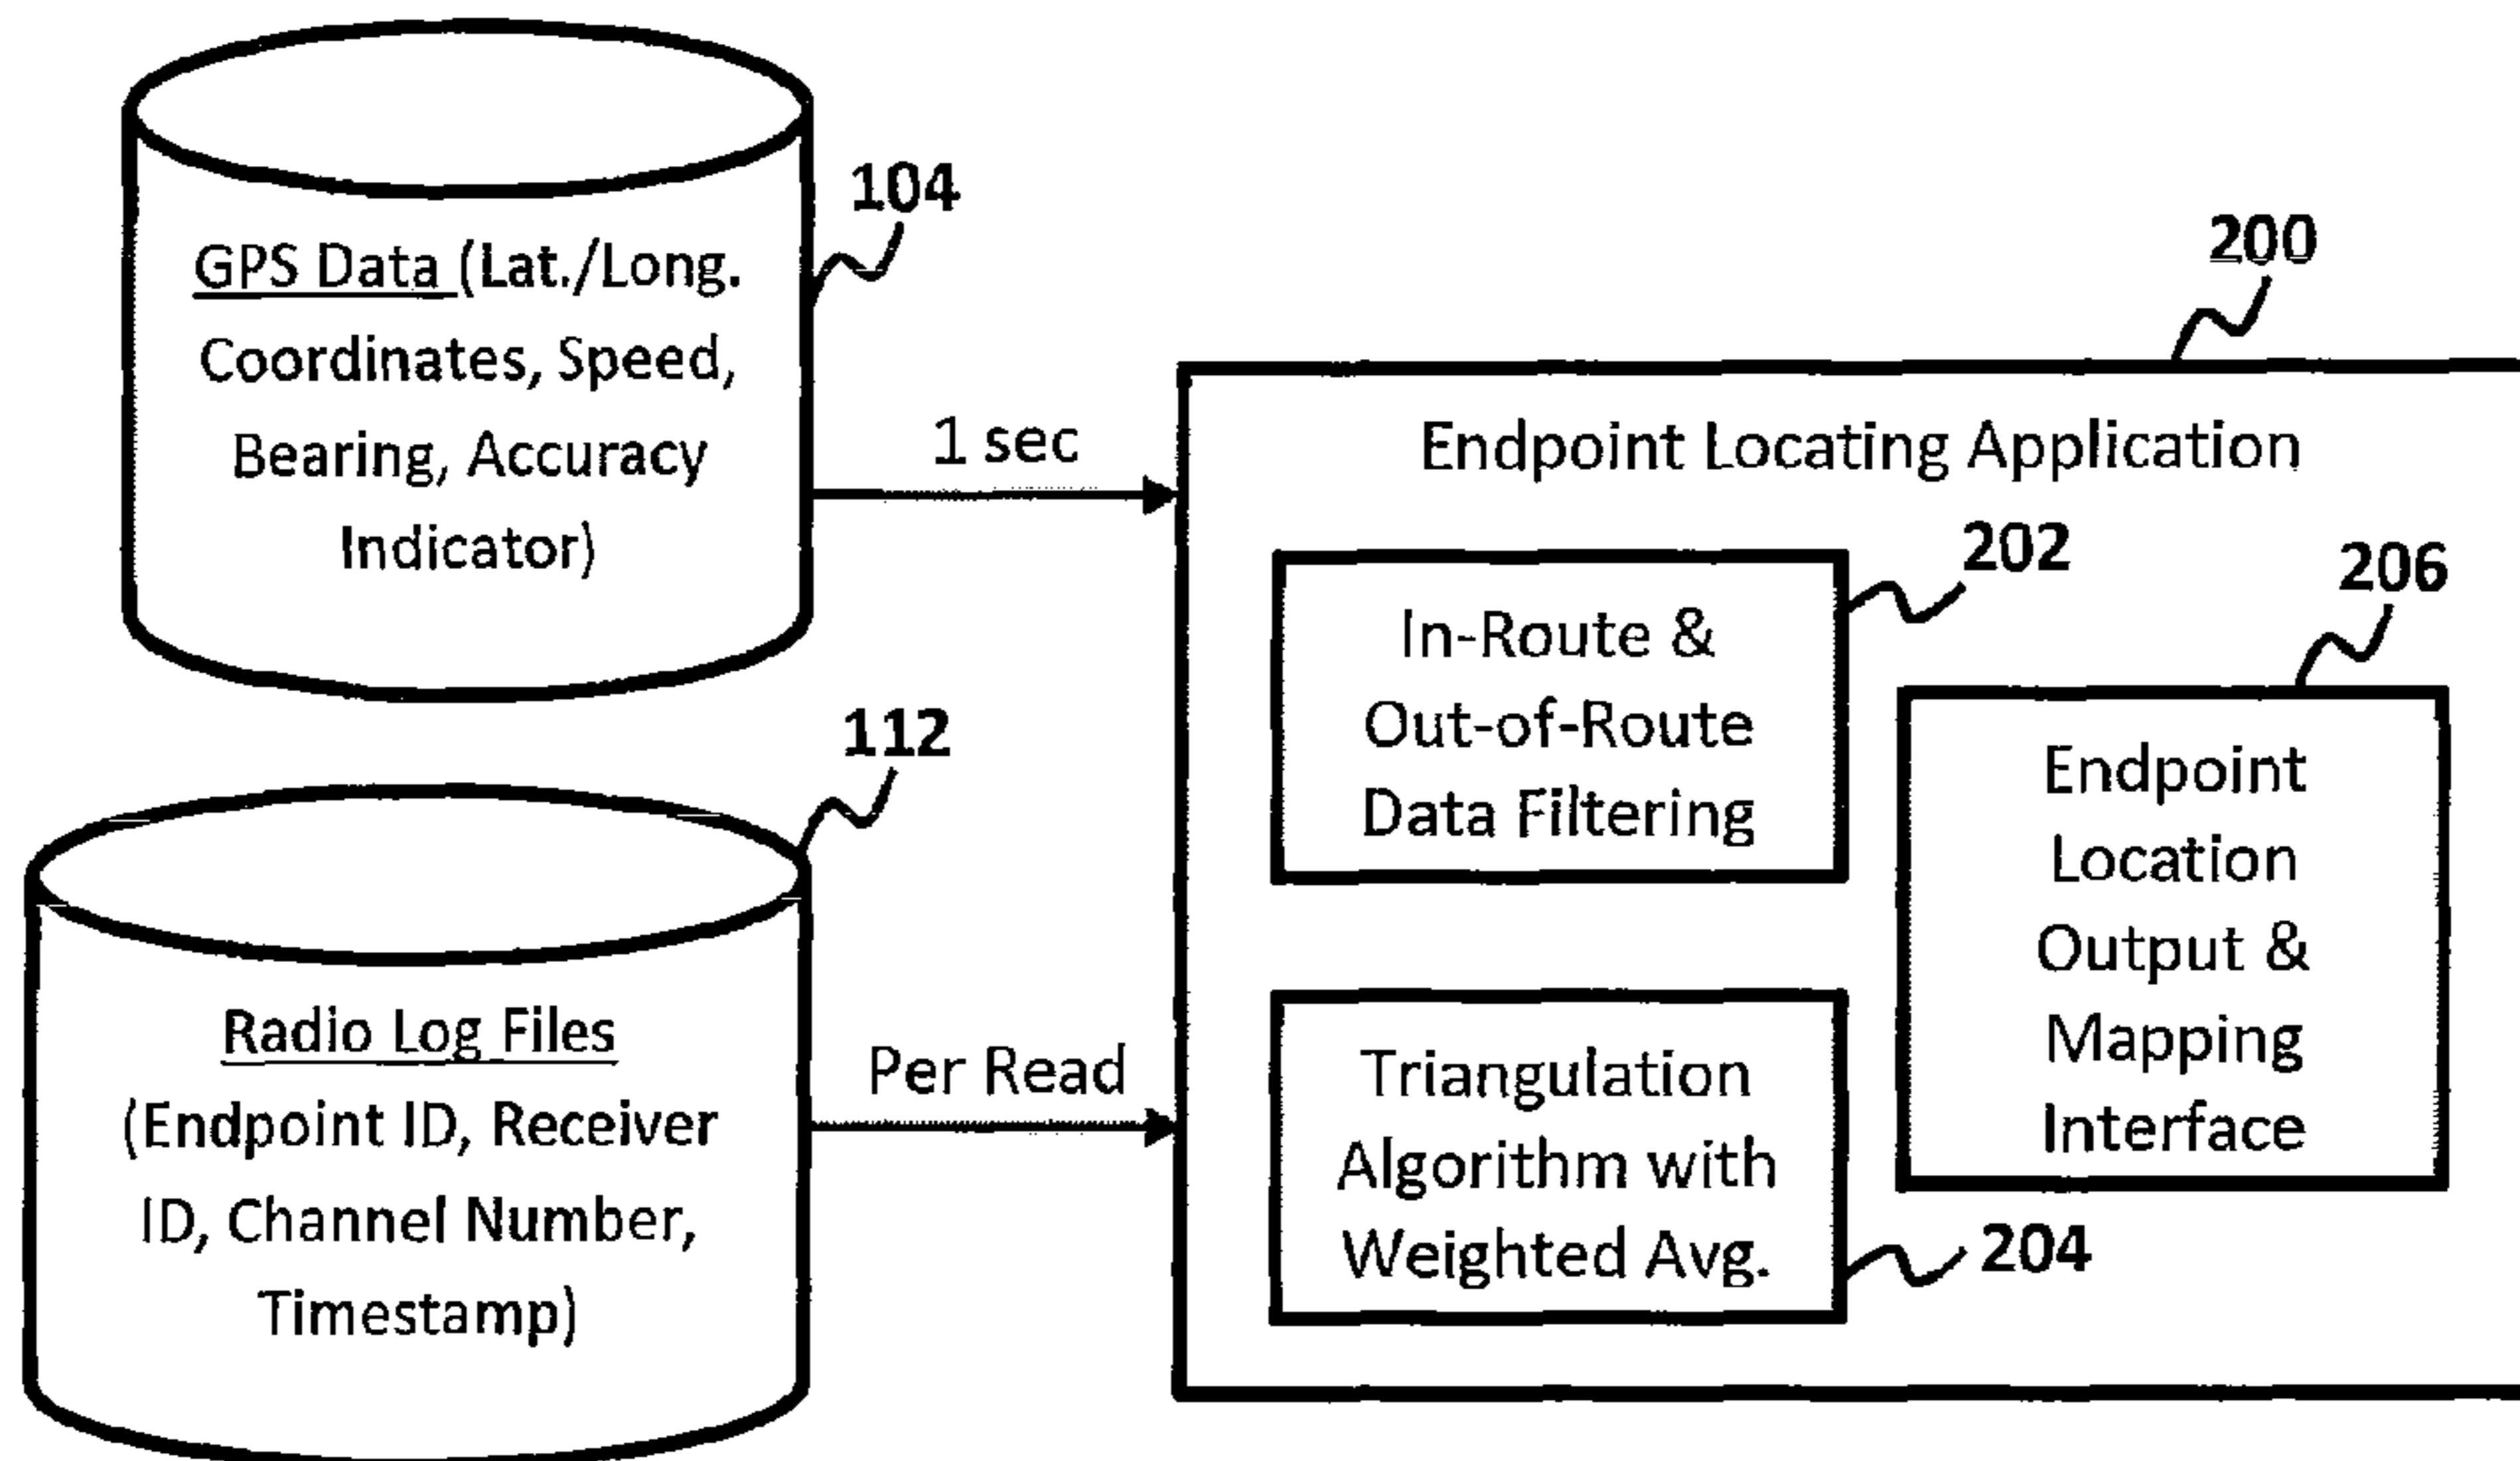 104
GPS Data (Lat./Long.
Coordinates, Speed,
Bearing, Accuracy
Indicator)
1 sec
112
Radio Log Files
(Endpoint ID, Receiver
ID, Channel Number,
Timestamp)
Per Read
200
Endpoint Locating Application
202
In-Route &
Out-of-Route
Data Filtering
206
Endpoint
Location
Output &
Mapping
Interface
Triangulation
Algorithm with
Weighted Avg.
204